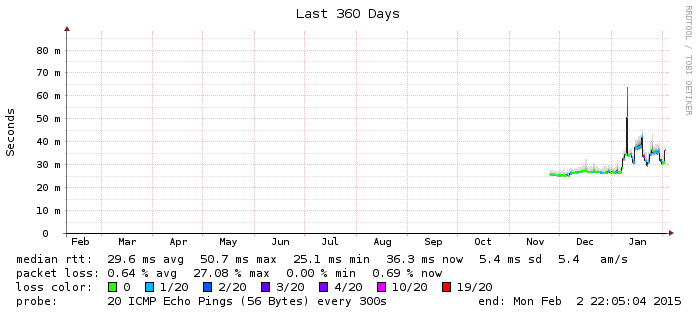 Last 360 Days
RRDTOOL / TOBI OETIKER
Seconds
80 m
70 m
60 m
50 m
40 m
30 m
20 m
10 m
0
Feb Mar Apr May Jun Jul Aug Sep Oct Nov Dec Jan
median rtt: 29.6 ms avg 50.7 ms max 25.1 ms min 36.3 ms now 5.4 ms sd 5.4 am/s
packet loss: 0.64 % avg 27.08 % max 0.00 % min 0.69 % now
loss color: 0 1/20 2/20 3/20 4/20 10/20 19/20
probe: 20 ICMP Echo Pings (56 Bytes) every 300s end: Mon Feb 2 22:05:04 2015